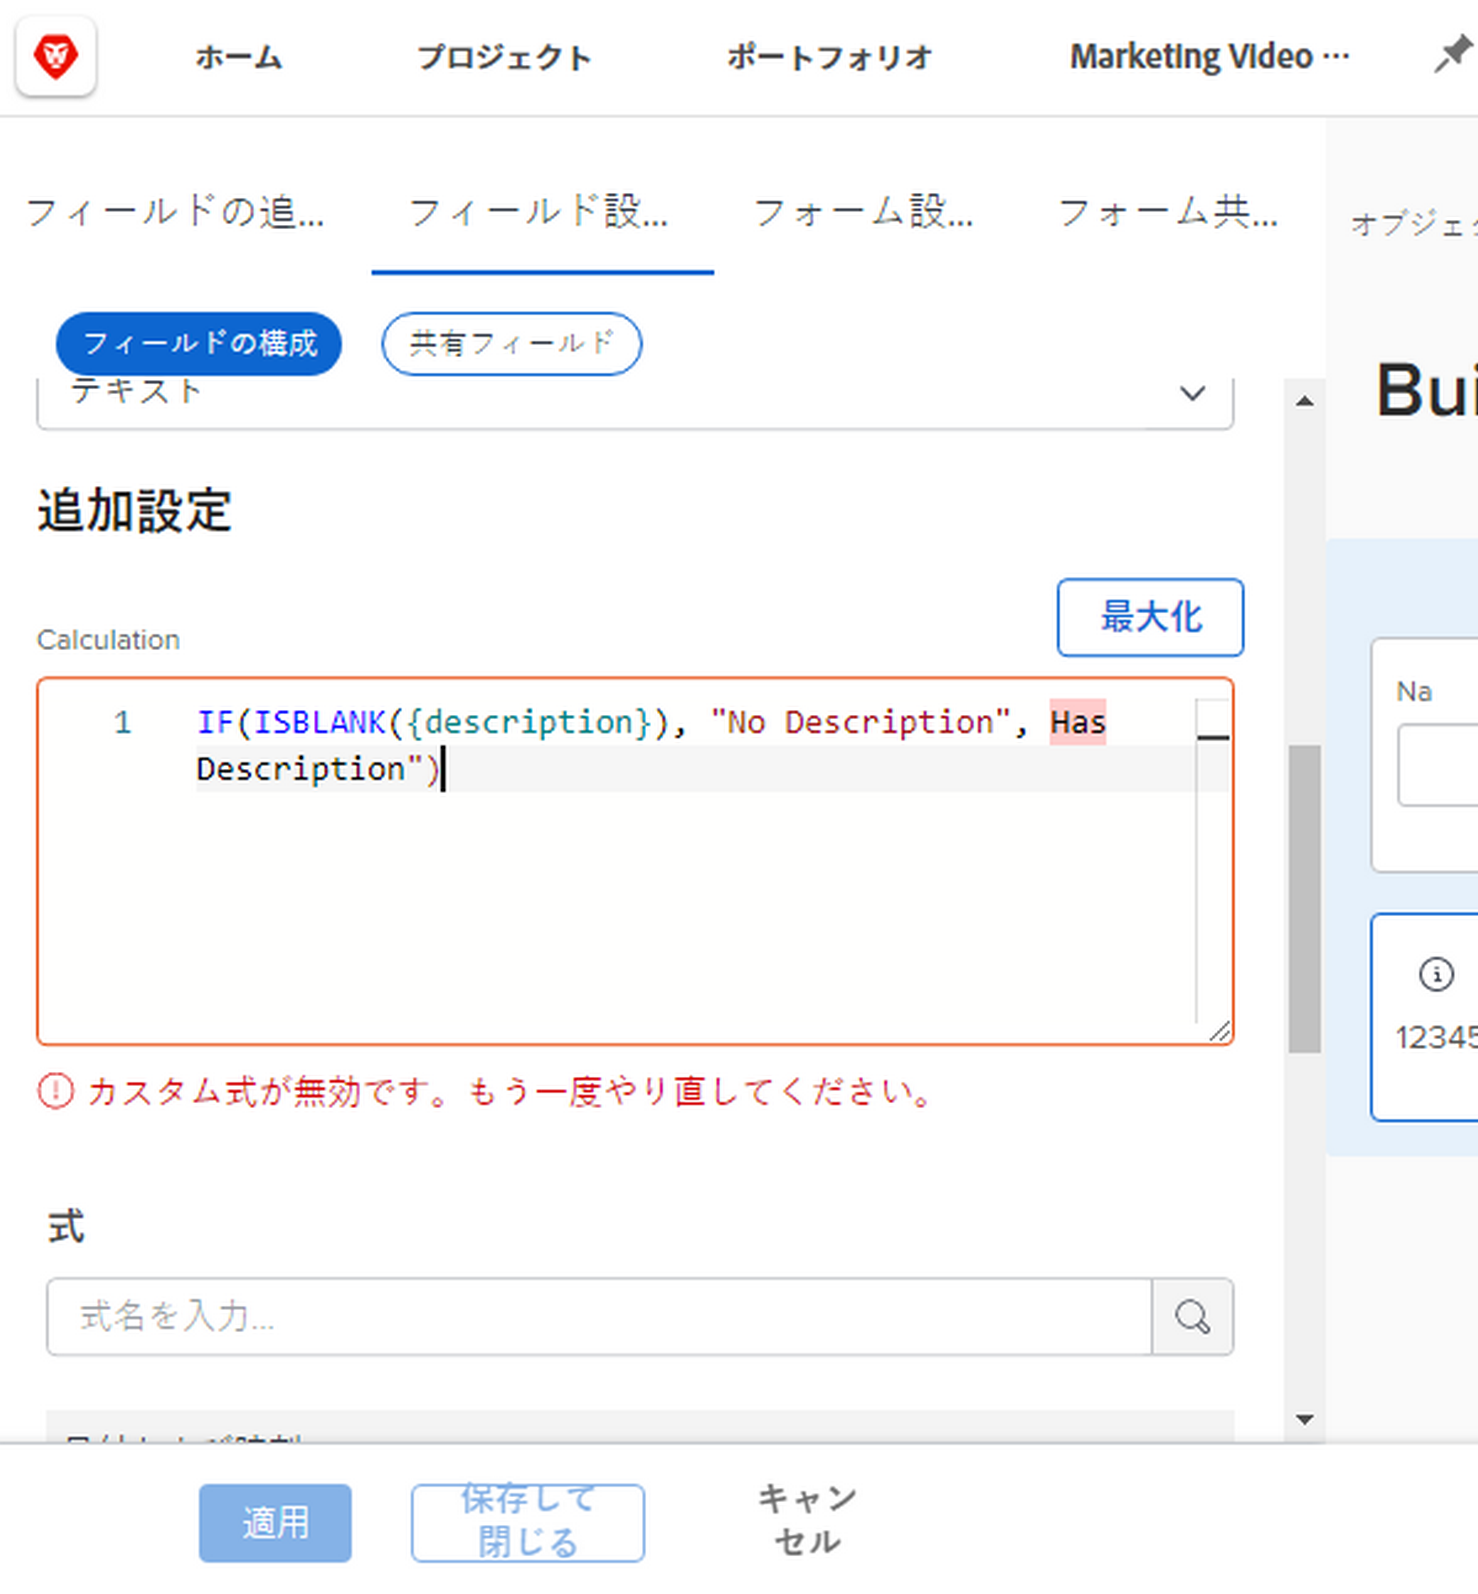 ホーム プロジェクト ポートフォリオ Marketing Video ...
フィールドの追... フィールド設... フォーム設... フォーム共...
フィールドの構成 共有フィールド
テキスト
追加設定
最大化
Calculation
1 IF(ISBLANK({description}), "No Description", Has
Description")
カスタム式が無効です。もう一度やり直してください。
式
式名を入力...
適用 保存して
閉じる キャン
セル
オブジェ
Bui
Na
12345